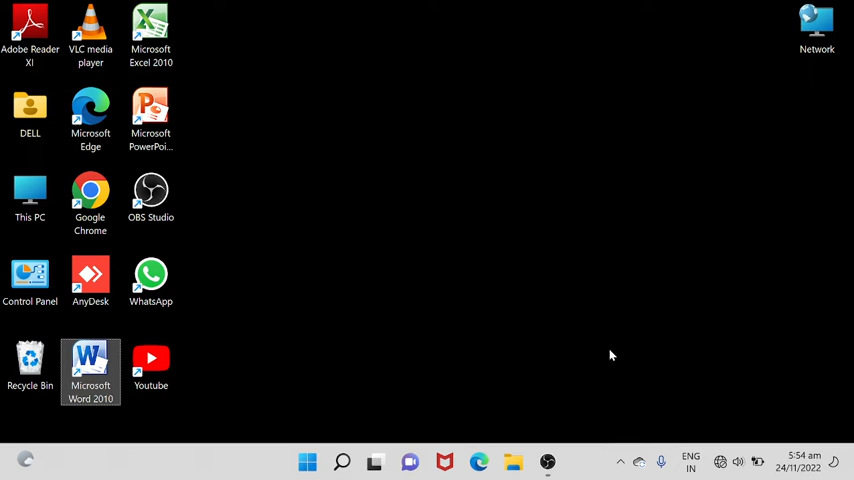 Adobe Reader
XI
VLC media
player
Microsoft
Excel 2010
Network
DELL
Microsoft
Edge
Microsoft
PowerPoi...
This PC
Google
Chrome
OBS Studio
Control Panel
AnyDesk
WhatsApp
Recycle Bin
Microsoft
Word 2010
Youtube
ENG
IN
5:54 am
24/11/2022